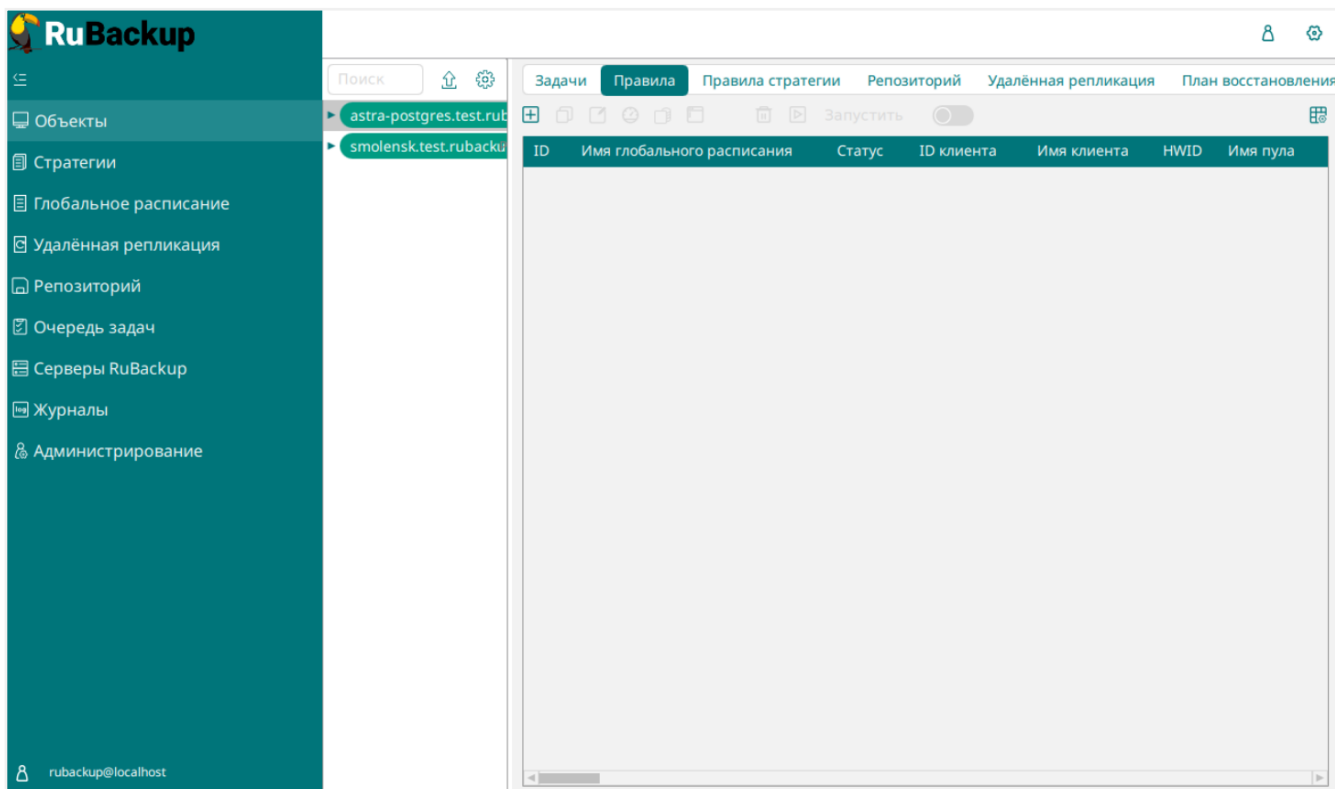 RuBackup
Объекты
Стратегии
Глобальное расписание
Удалённая репликация
Репозиторий
Очередь задач
Серверы RuBackup
Журналы
Администрирование
rubackup@localhost
Поиск
astra-postgres.test.rub
smolensk.test.rubacku
Задачи Правила Правила стратегии Репозиторий Удалённая репликация План восстановления
Запустить
ID Имя глобального расписания Статус ID клиента Имя клиента HWID Имя пула